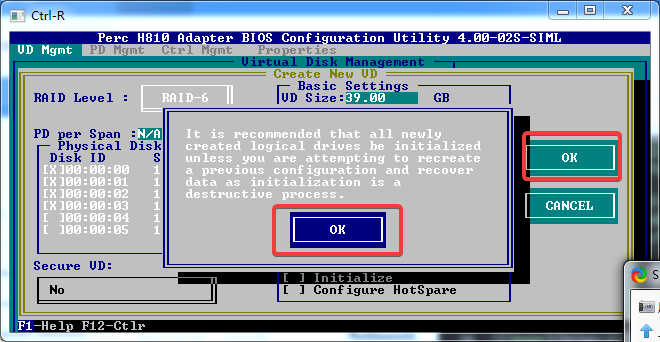 Ctrl-R
Perc H810 Adapter BIOS Configuration Utility 4.00-02S-SIML
VD Mgmt PD Mgmt Ctrl Mgmt Properties
Virtual Disk Management
Create New VD
Basic Settings
RAID Level : RAID-6 VD Size:39.00 GB
PD per Span :N/A
Physical Disk
Disk ID S
[X]00:00:00 1
[X]00:00:01 1
[X]00:00:02 1
[X]00:00:03 1
[ ]00:00:04 1
[ ]00:00:05 1
It is recommended that all newly
created logical drives be initialized
unless you are attempting to recreate
a previous configuration and recover
data as initialization is a
destructive process.
OK
OK
CANCEL
Secure VD:
No
[ ] Initialize
[ ] Configure HotSpare
F1-Help F12-Ctlr
S